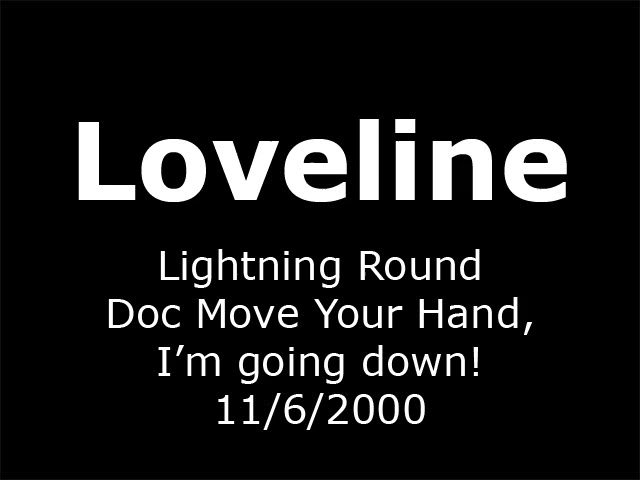 Loveline
Lightning Round
Doc Move Your Hand,
I’m going down!
11/6/2000